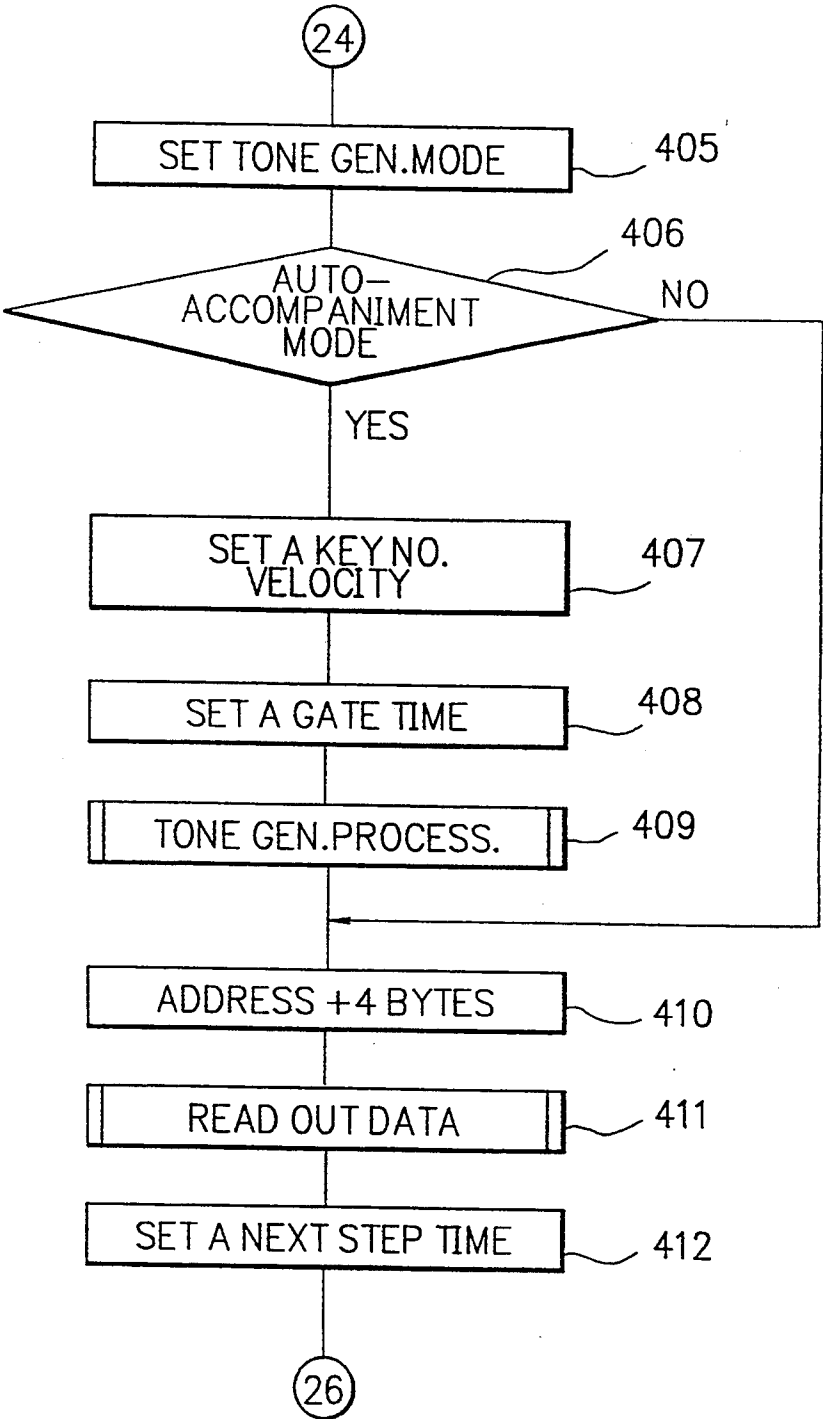 24
SET TONE GEN.MODE
405
406
AUTO-
ACCOMPANIMENT
MODE
NO
YES
SET A KEY NO.
VELOCITY
407
SET A GATE TIME
408
TONE GEN.PROCESS.
409
ADDRESS +4 BYTES
410
READ OUT DATA
411
SET A NEXT STEP TIME
412
26